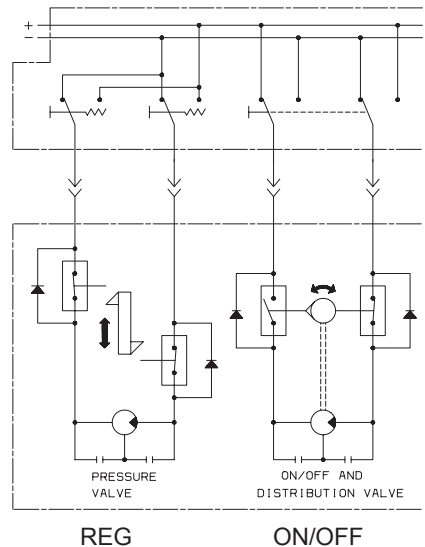 +
−
PRESSURE
VALVE
ON/OFF AND
DISTRIBUTION VALVE
REG
ON/OFF